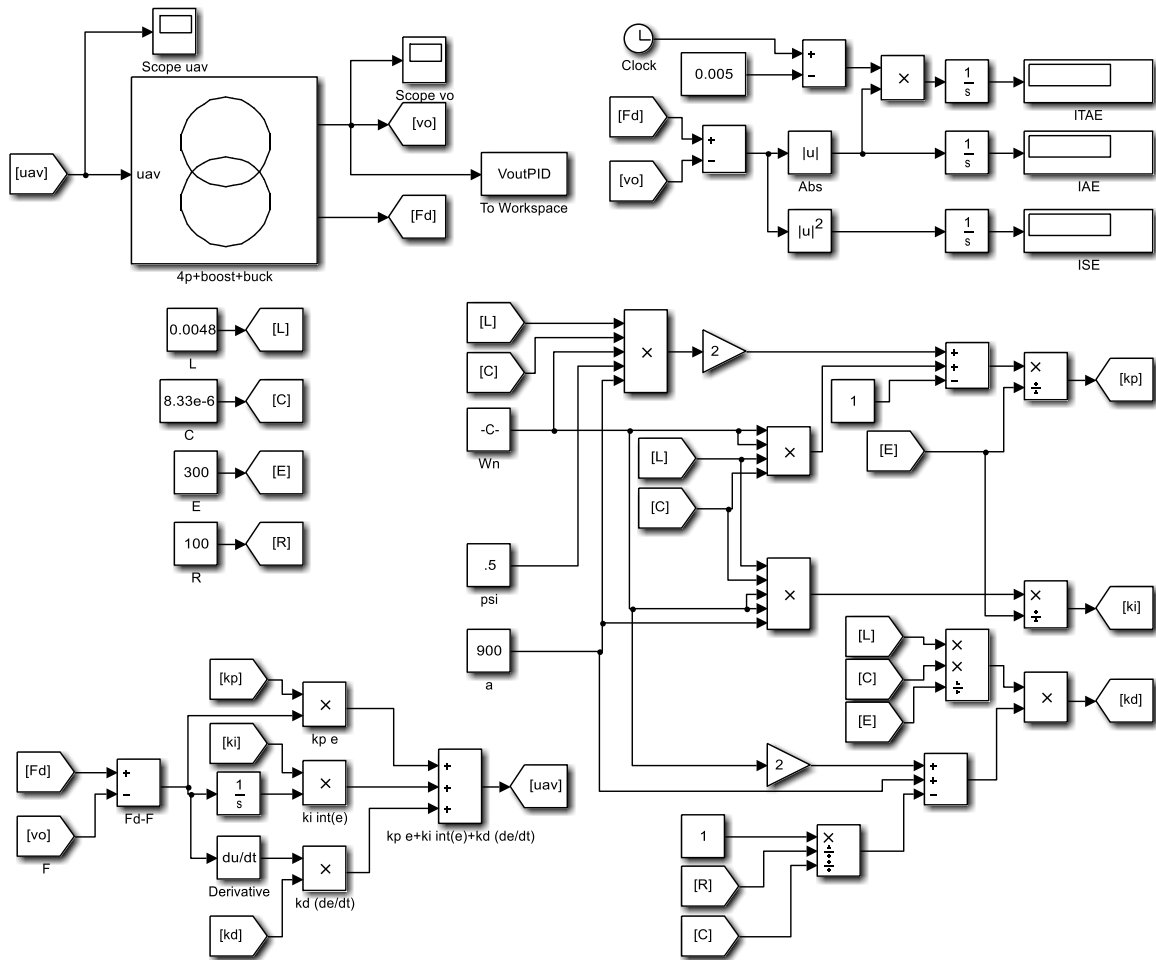 Scope uav
Scope vo
[uav]
uav
4p+boost+buck
[vo]
VoutPID
To Workspace
[Fd]
Clock
0.005
+
−
×
1
s
ITAE
[Fd]
[vo]
+
−
|u|
Abs
1
s
IAE
|u|²
1
s
ISE
0.0048
L
[L]
8.33e-6
C
[C]
300
E
[E]
100
R
[R]
[L]
[C]
×
2
-C-
Wn
[L]
[C]
×
1
+
+
−
×
÷
[kp]
[E]
.5
psi
×
×
÷
[ki]
900
a
[L]
[C]
[E]
×
×
÷
×
[kd]
2
+
+
−
1
[R]
[C]
×
÷
÷
[kp]
×
kp e
[ki]
×
ki int(e)
[Fd]
[vo]
F
+
−
Fd-F
1
s
du/dt
Derivative
×
kd (de/dt)
[kd]
+
+
+
kp e+ki int(e)+kd (de/dt)
[uav]